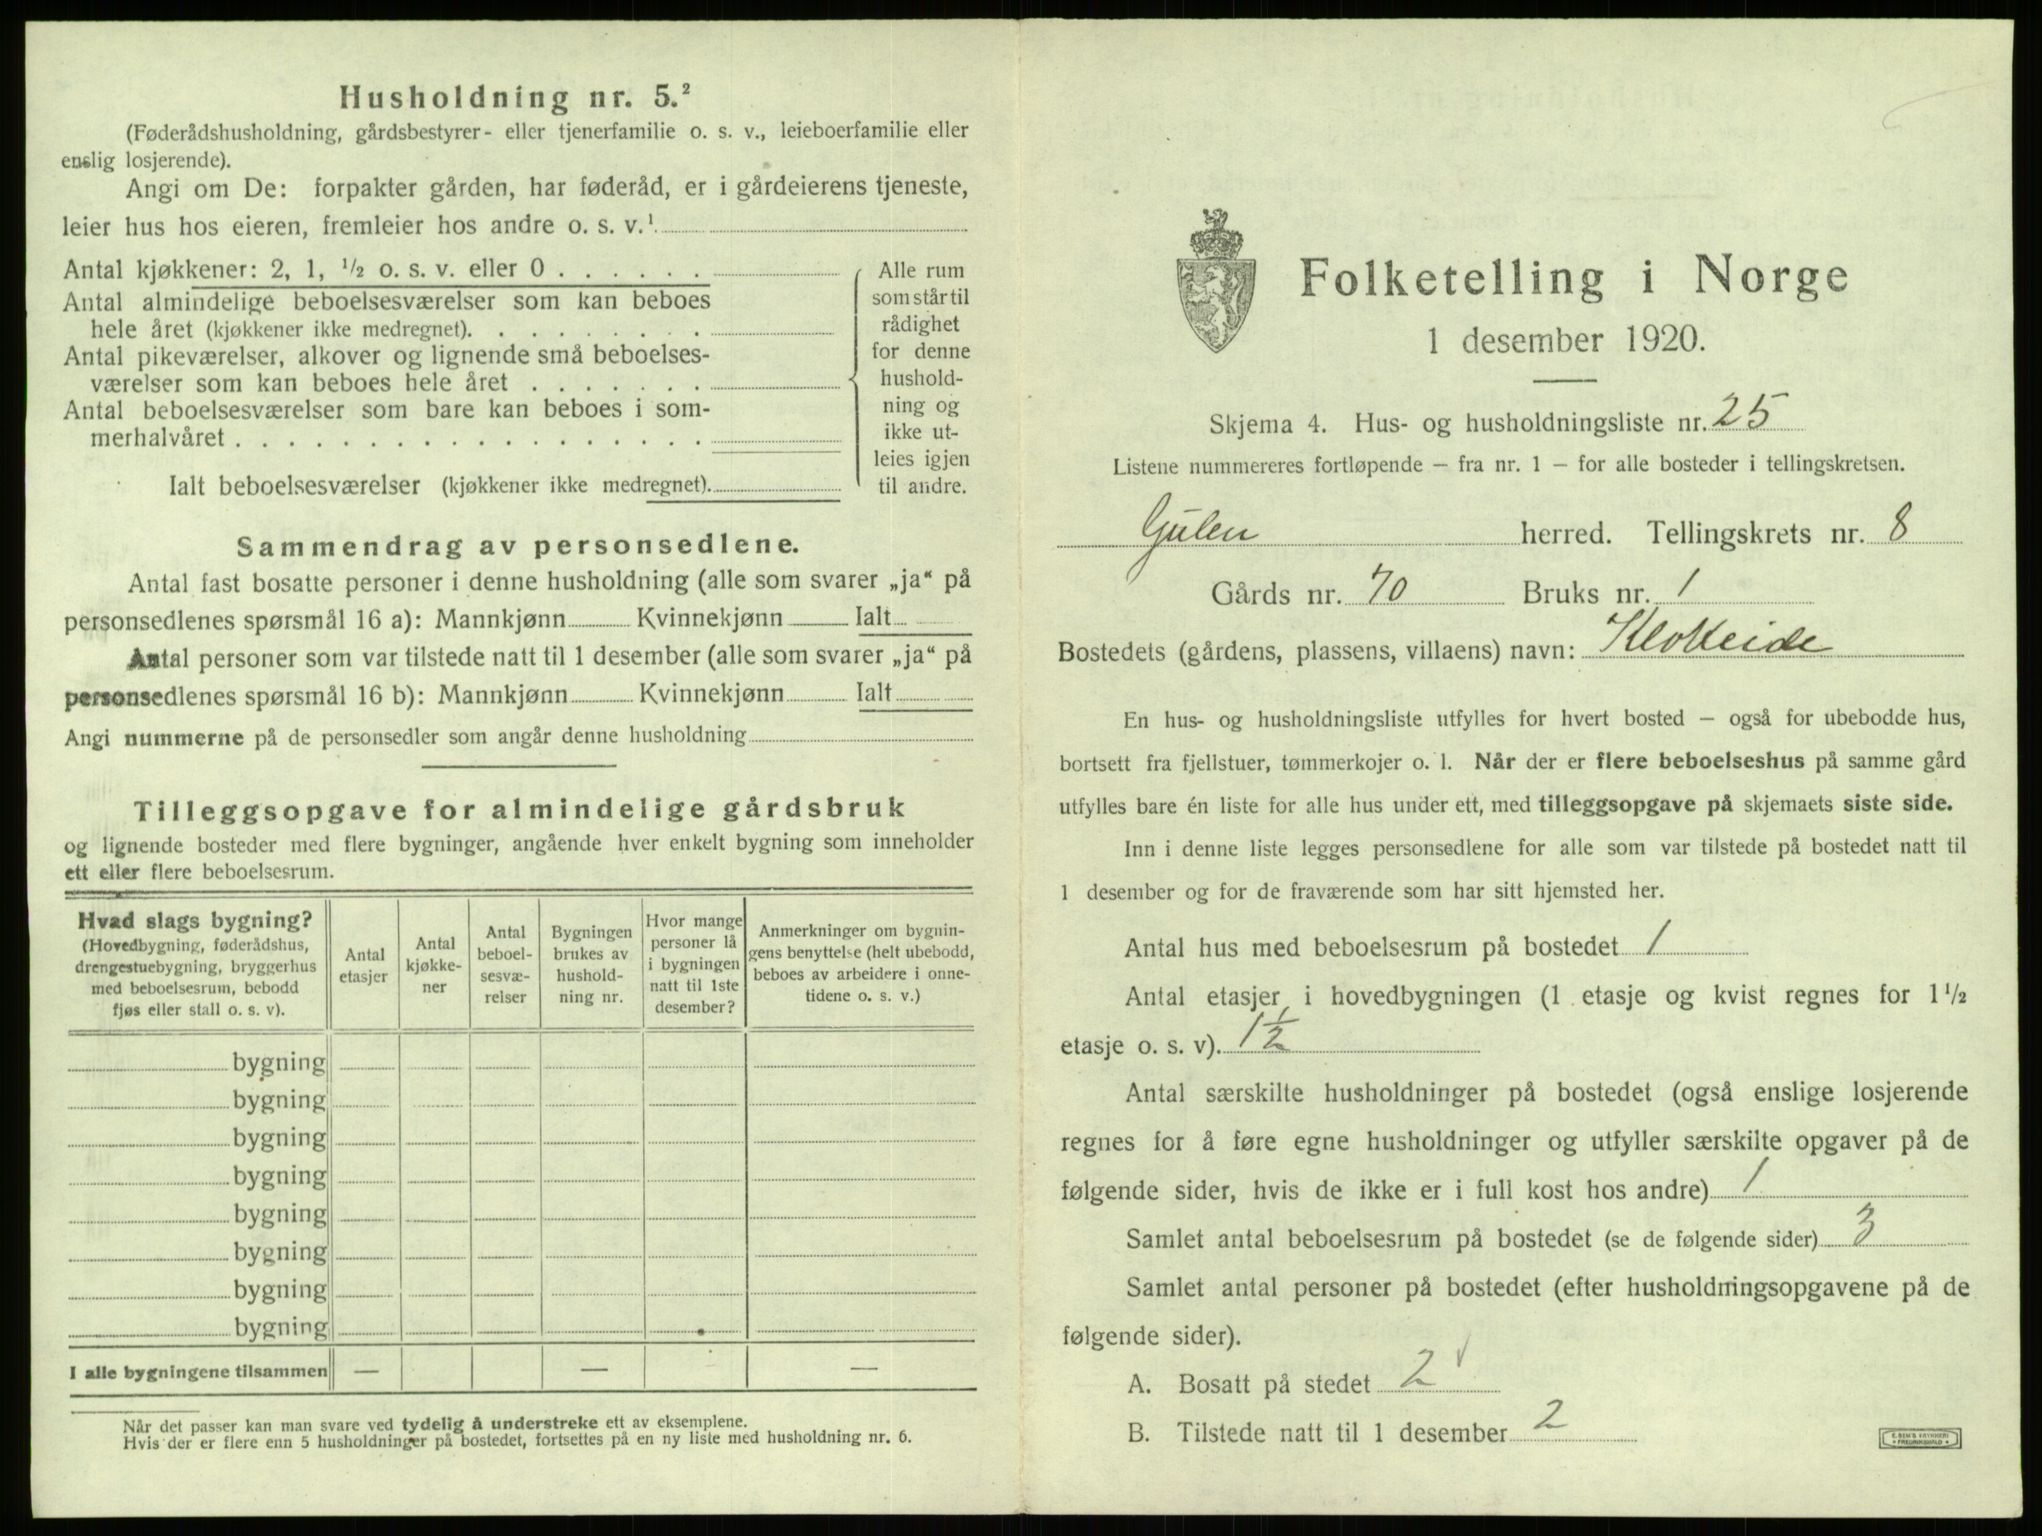 Husholdning nr. 5.²
(Føderådshusholdning, gårdsbestyrer- eller tjenerfamilie o. s. v., leieboerfamilie eller
enslig losjerende).
Angi om De: forpakter gården, har føderåd, er i gårdeierens tjeneste,
leier hus hos eieren, fremleier hos andre o. s. v.¹
Antal kjøkkener: 2, 1, ½ o. s. v. eller 0 . . . . . .
Antal almindelige beboelsesværelser som kan beboes
hele året (kjøkkener ikke medregnet). . . . . . . . .
Antal pikeværelser, alkover og lignende små beboelses-
værelser som kan beboes hele året . . . . . . .
Antal beboelsesværelser som bare kan beboes i som-
merhalvåret . . . . . . . . . . . . . . . . . .
Ialt beboelsesværelser (kjøkkener ikke medregnet).
Alle rum
som står til
rådighet
for denne
hushold-
ning og
ikke ut-
leies igjen
til andre.
Sammendrag av personsedlene.
Antal fast bosatte personer i denne husholdning (alle som svarer „ja“ på
personsedlenes spørsmål 16 a): Mannkjønn Kvinnekjønn Ialt
Antal personer som var tilstede natt til 1 desember (alle som svarer „ja“ på
personsedlenes spørsmål 16 b): Mannkjønn Kvinnekjønn Ialt
Angi nummerne på de personsedler som angår denne husholdning
Tilleggsopgave for almindelige gårdsbruk
og lignende bosteder med flere bygninger, angående hver enkelt bygning som inneholder
ett eller flere beboelsesrum.
Hvad slags bygning?
(Hovedbygning, føderådshus,
drengestuebygning, bryggerhus
med beboelsesrum, bebodd
fjøs eller stall o. s. v).
Antal
etasjer
Antal
kjøkke-
ner
Antal
beboel-
sesvæ-
relser
Bygningen
brukes av
hushold-
ning nr.
Hvor mange
personer lå
i bygningen
natt til 1ste
desember?
Anmerkninger om bygnin-
gens benyttelse (helt ubebodd,
beboes av arbeidere i onne-
tidene o. s. v.)
bygning
bygning
bygning
bygning
bygning
bygning
bygning
bygning
I alle bygningene tilsammen — — —
Når det passer kan man svare ved tydelig å understreke ett av eksemplene.
Hvis der er flere enn 5 husholdninger på bostedet, fortsettes på en ny liste med husholdning nr. 6.
Folketelling i Norge
1 desember 1920.
Skjema 4. Hus- og husholdningsliste nr. 25
Listene nummereres fortløpende – fra nr. 1 – for alle bosteder i tellingskretsen.
Gulen herred. Tellingskrets nr. 8
Gårds nr. 70 Bruks nr. 1
Bostedets (gårdens, plassens, villaens) navn: Klokeide
En hus- og husholdningsliste utfylles for hvert bosted – også for ubebodde hus,
bortsett fra fjellstuer, tømmerkojer o. l. Når der er flere beboelseshus på samme gård
utfylles bare én liste for alle hus under ett, med tilleggsopgave på skjemaets siste side.
Inn i denne liste legges personsedlene for alle som var tilstede på bostedet natt til
1 desember og for de fraværende som har sitt hjemsted her.
Antal hus med beboelsesrum på bostedet 1
Antal etasjer i hovedbygningen (1 etasje og kvist regnes for 1½
etasje o. s. v). 1½
Antal særskilte husholdninger på bostedet (også enslige losjerende
regnes for å føre egne husholdninger og utfyller særskilte opgaver på de
følgende sider, hvis de ikke er i full kost hos andre) 1
Samlet antal beboelsesrum på bostedet (se de følgende sider) 3
Samlet antal personer på bostedet (efter husholdningsopgavene på de
følgende sider).
A. Bosatt på stedet 2
B. Tilstede natt til 1 desember 2